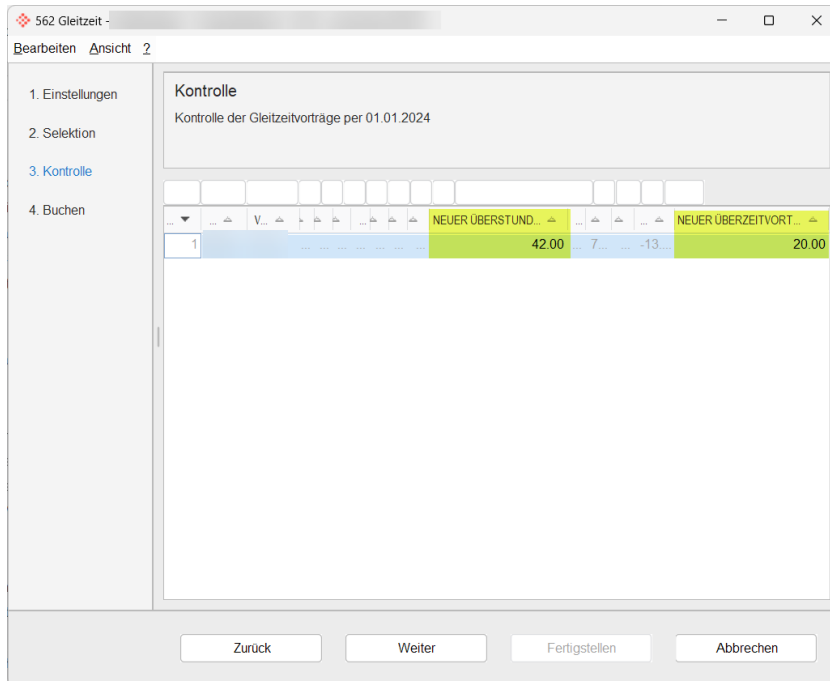 562 Gleitzeit -
Bearbeiten Ansicht ?
1. Einstellungen
2. Selektion
3. Kontrolle
4. Buchen
Kontrolle
Kontrolle der Gleitzeitvorträge per 01.01.2024
... ... V... ... ... NEUER ÜBERSTUND... ... ... NEUER ÜBERZEITVORT...
1 ... ... ... ... ... ... 42.00 ... 7... ... -13... 20.00
Zurück Weiter Fertigstellen Abbrechen